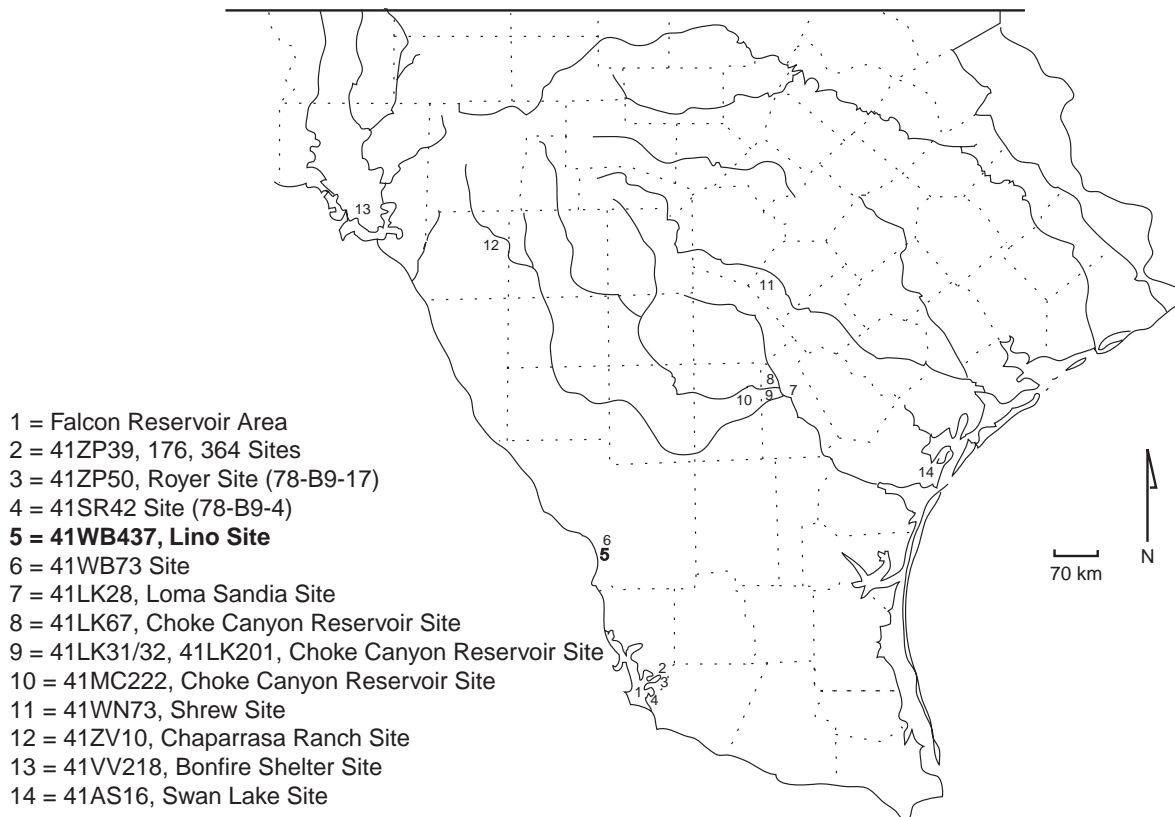 13
12
11
8
9
7
10
14
6
5
2
3
1
4
1 = Falcon Reservoir Area
2 = 41ZP39, 176, 364 Sites
3 = 41ZP50, Royer Site (78-B9-17)
4 = 41SR42 Site (78-B9-4)
5 = 41WB437, Lino Site
6 = 41WB73 Site
7 = 41LK28, Loma Sandia Site
8 = 41LK67, Choke Canyon Reservoir Site
9 = 41LK31/32, 41LK201, Choke Canyon Reservoir Site
10 = 41MC222, Choke Canyon Reservoir Site
11 = 41WN73, Shrew Site
12 = 41ZV10, Chaparrasa Ranch Site
13 = 41VV218, Bonfire Shelter Site
14 = 41AS16, Swan Lake Site
70 km
N